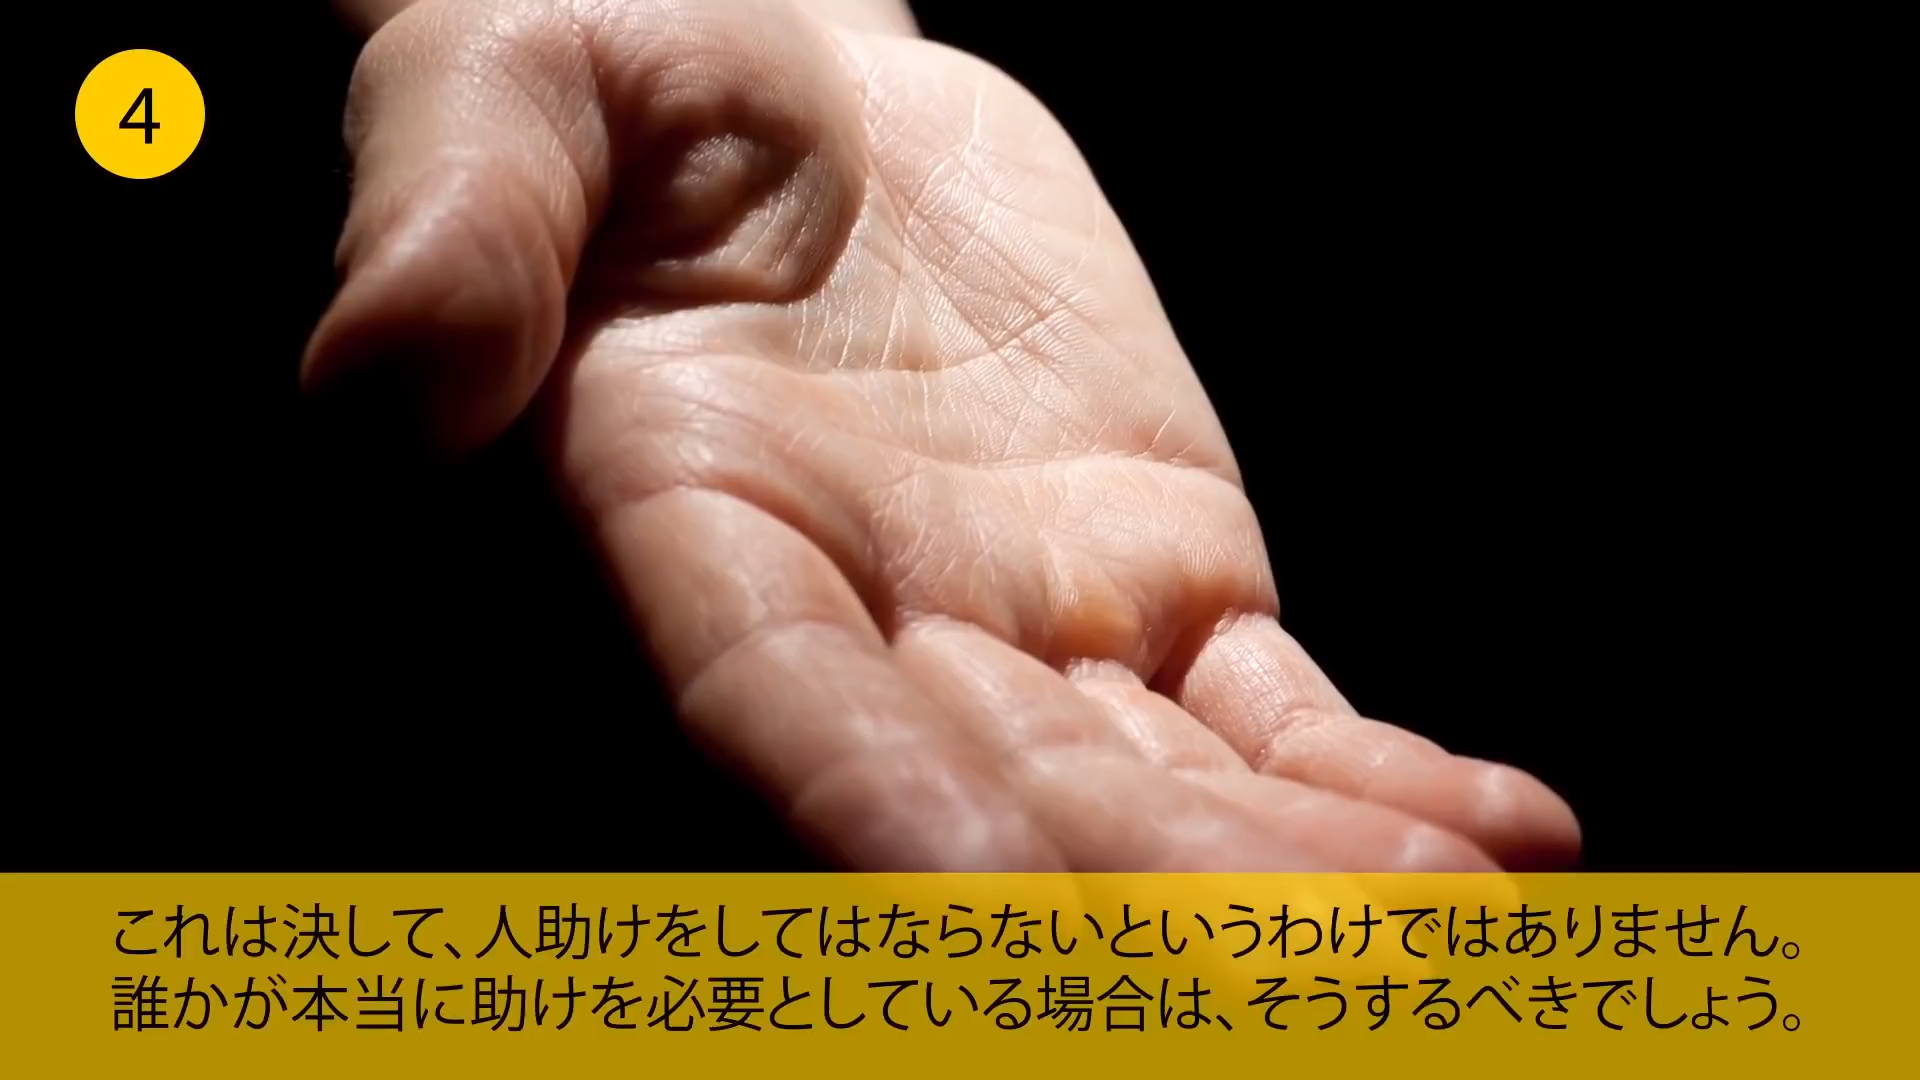 4
これは決して、人助けをしてはならないというわけではありません。
誰かが本当に助けを必要としている場合は、そうするべきでしょう。